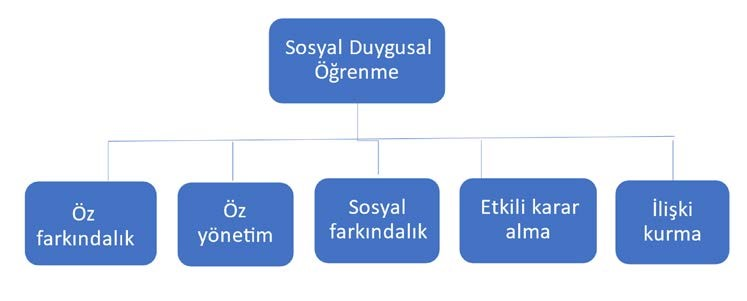 Sosyal Duygusal
Öğrenme
Öz
farkındalık
Öz
yönetim
Sosyal
farkındalık
Etkili karar
alma
İlişki
kurma